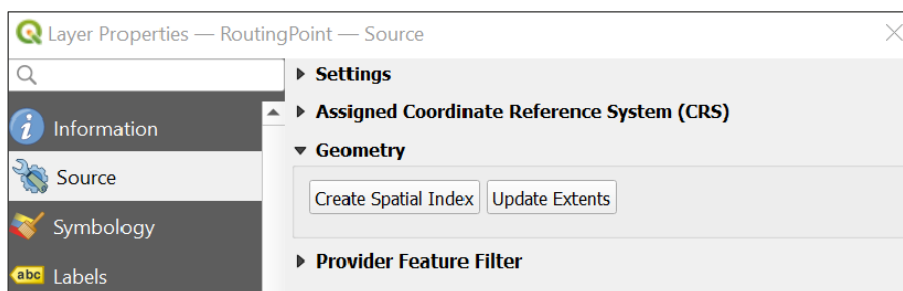 Layer Properties — RoutingPoint — Source
Settings
Assigned Coordinate Reference System (CRS)
Information
Geometry
Source
Create Spatial Index Update Extents
Symbology
Provider Feature Filter
abc Labels